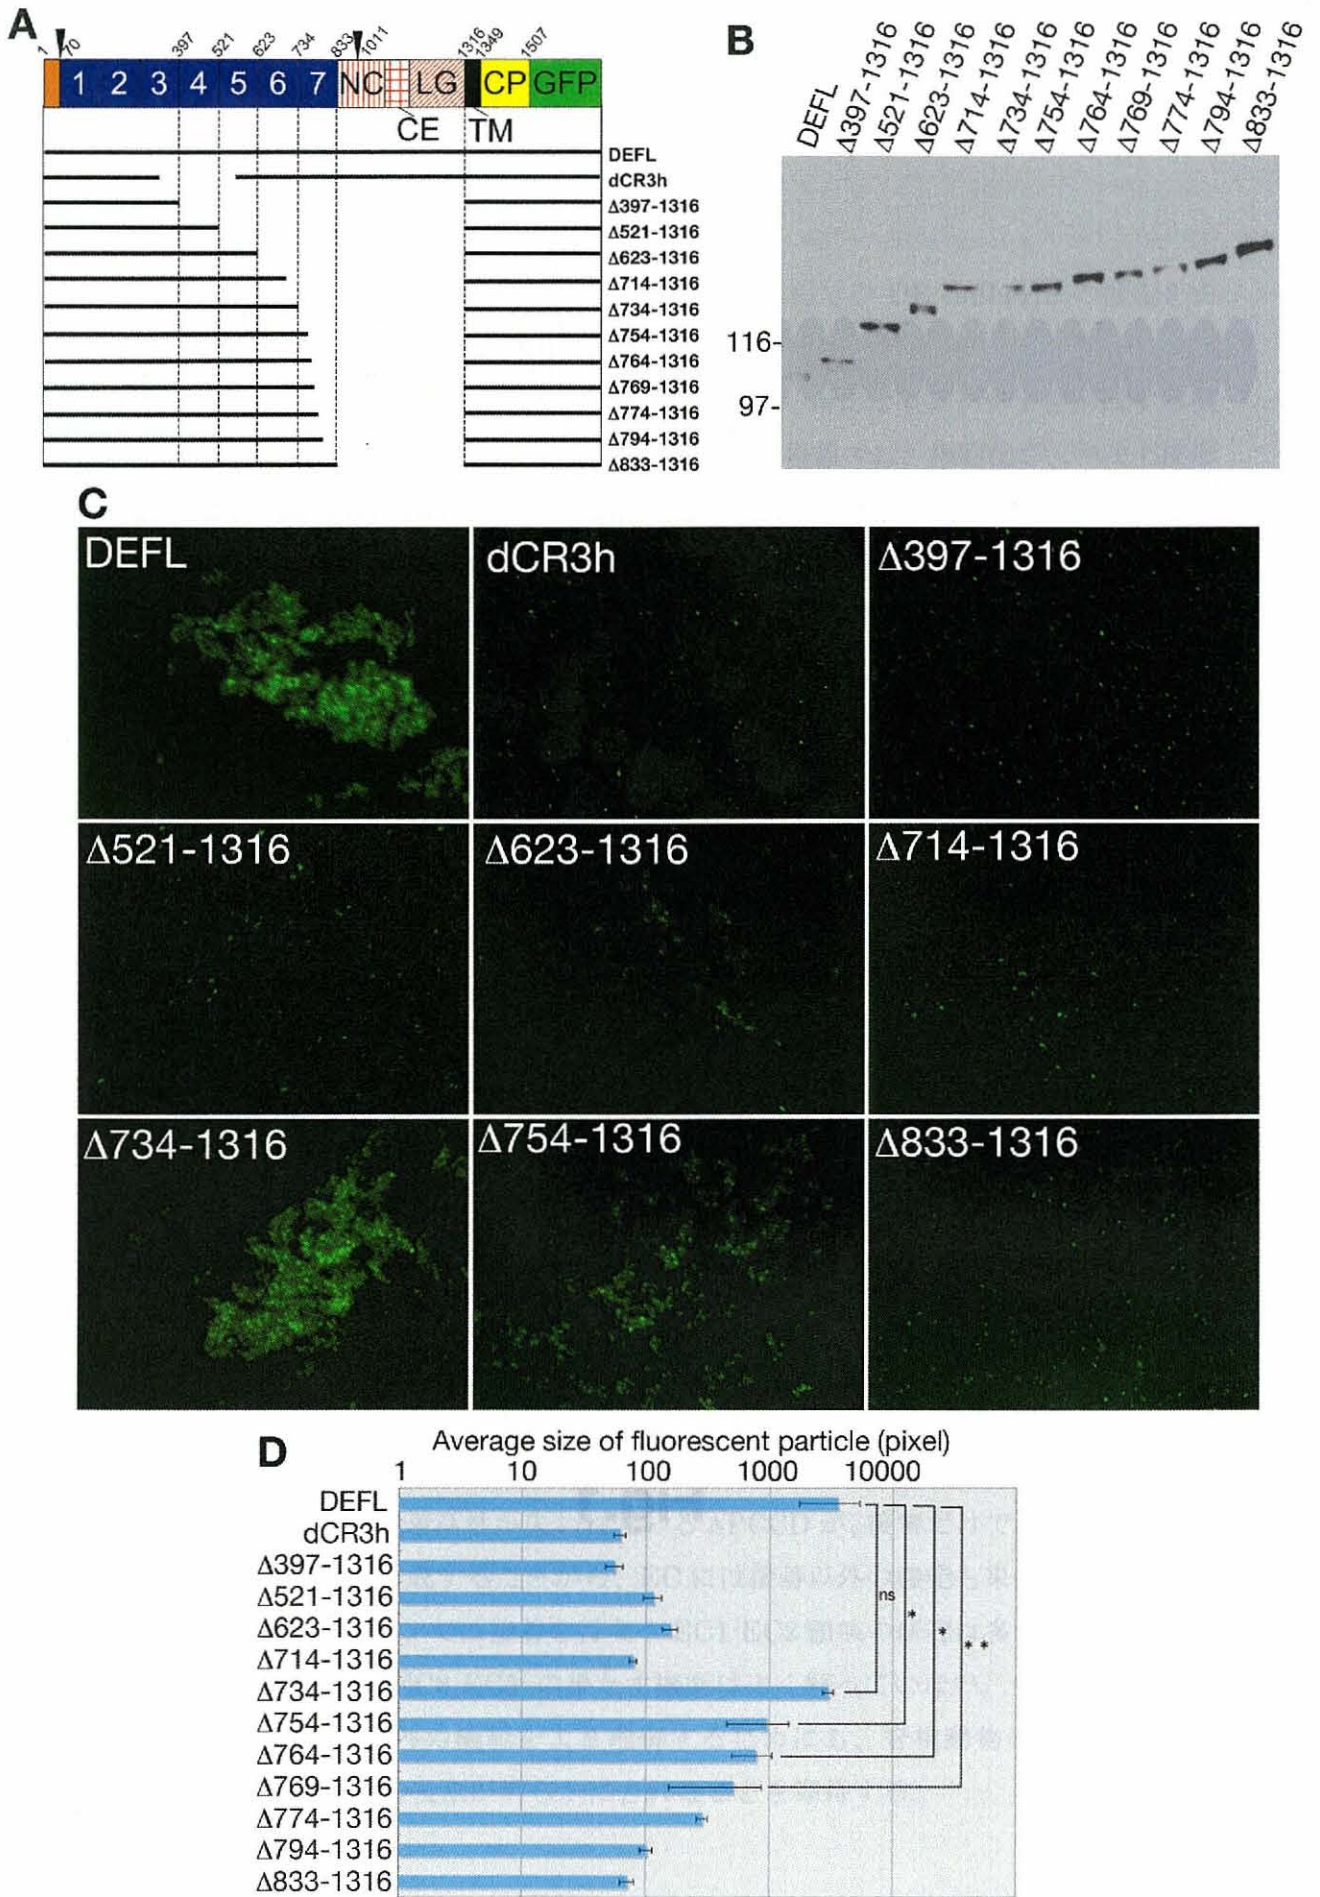 A
1 70 397 521 623 734 833 1011 1316 1349 1507
1 2 3 4 5 6 7 NC LG CP GFP
CE TM
DEFL
dCR3h
Δ397-1316
Δ521-1316
Δ623-1316
Δ714-1316
Δ734-1316
Δ754-1316
Δ764-1316
Δ769-1316
Δ774-1316
Δ794-1316
Δ833-1316
B
DEFL
Δ397-1316
Δ521-1316
Δ623-1316
Δ714-1316
Δ734-1316
Δ754-1316
Δ764-1316
Δ769-1316
Δ774-1316
Δ794-1316
Δ833-1316
116-
97-
C
DEFL dCR3h Δ397-1316
Δ521-1316 Δ623-1316 Δ714-1316
Δ734-1316 Δ754-1316 Δ833-1316
D
Average size of fluorescent particle (pixel)
1 10 100 1000 10000
DEFL
dCR3h
Δ397-1316
Δ521-1316
Δ623-1316
Δ714-1316
Δ734-1316
Δ754-1316
Δ764-1316
Δ769-1316
Δ774-1316
Δ794-1316
Δ833-1316
ns
*
*
* *